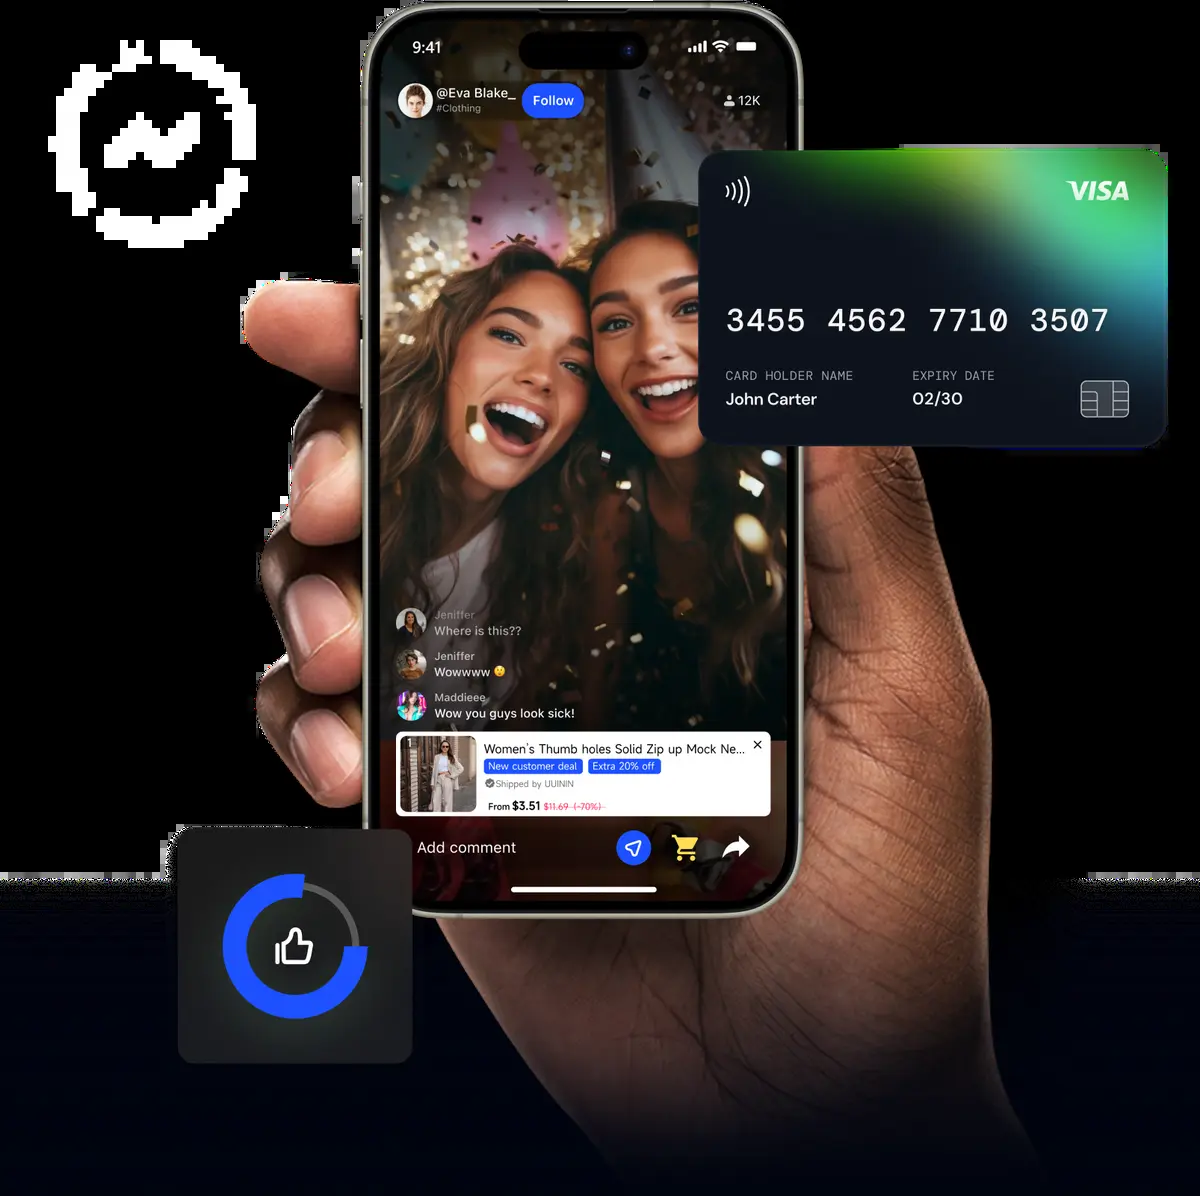 9:41
@Eva Blake_
Follow
12K
#Clothing
VISA
3455 4562 7710 3507
CARD HOLDER NAME
EXPIRY DATE
John Carter
02/30
Jeniffer
Where is this??
Jeniffer
Wowwww 😲
Maddieee
Wow you guys look sick!
1
Women's Thumb holes Solid Zip up Mock Ne...
New customer deal
Extra 20% off
Shipped by UUININ
From $3.51 $11.69 (-70%)
Add comment